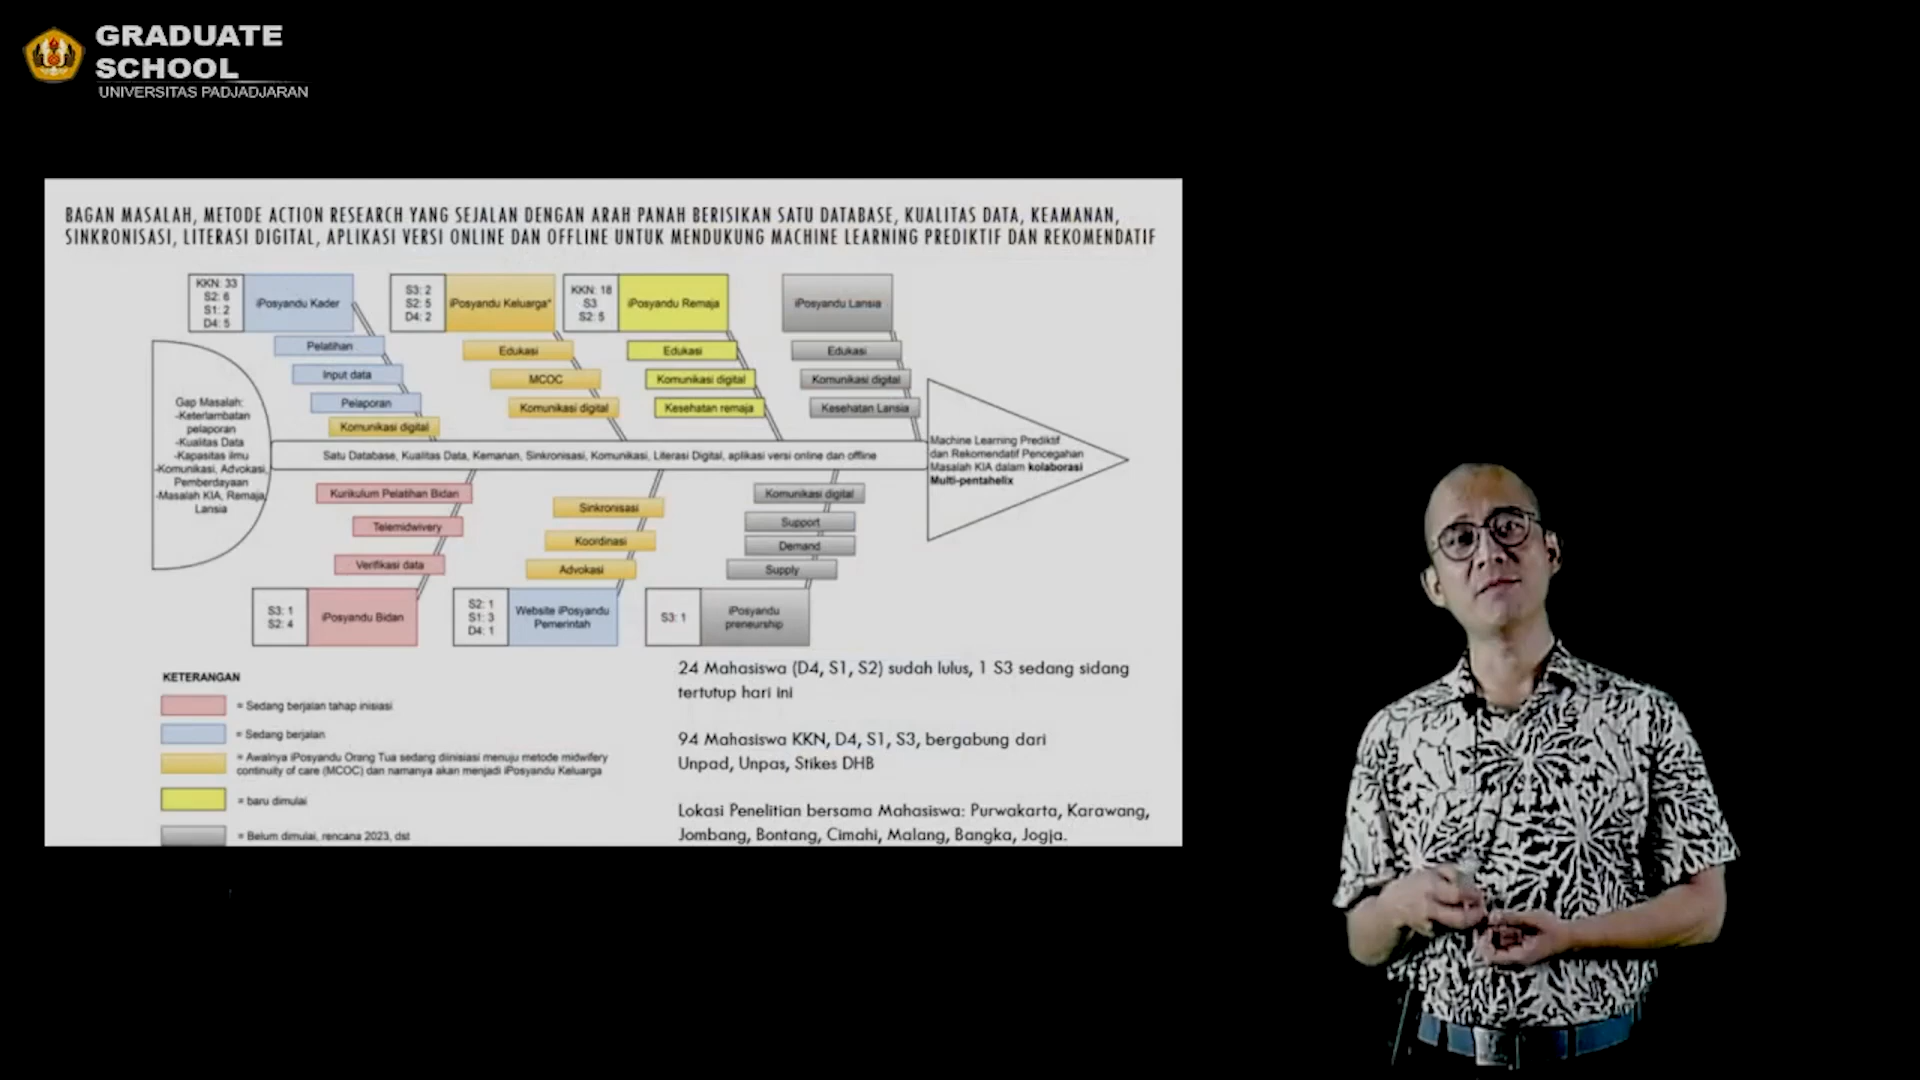 GRADUATE
SCHOOL
UNIVERSITAS PADJADJARAN
BAGAN MASALAH, METODE ACTION RESEARCH YANG SEJALAN DENGAN ARAH PANAH BERISIKAN SATU DATABASE, KUALITAS DATA, KEAMANAN,
SINKRONISASI, LITERASI DIGITAL, APLIKASI VERSI ONLINE DAN OFFLINE UNTUK MENDUKUNG MACHINE LEARNING PREDIKTIF DAN REKOMENDATIF
KKN: 33
S2: 6
S1: 2
D4: 5
iPosyandu Kader
Pelatihan
Input data
Pelaporan
Komunikasi digital
S3: 2
S2: 5
D4: 2
iPosyandu Keluarga*
Edukasi
MCOC
Komunikasi digital
KKN: 18
S3
S2: 5
iPosyandu Remaja
Edukasi
Komunikasi digital
Kesehatan remaja
iPosyandu Lansia
Edukasi
Komunikasi digital
Kesehatan Lansia
Gap Masalah:
-Keterlambatan
pelaporan
-Kualitas Data
-Kapasitas ilmu
-Komunikasi, Advokasi,
Pemberdayaan
-Masalah KIA, Remaja,
Lansia
Satu Database, Kualitas Data, Kemanan, Sinkronisasi, Komunikasi, Literasi Digital, aplikasi versi online dan offline
Machine Learning Prediktif
dan Rekomendatif Pencegahan
Masalah KIA dalam kolaborasi
Multi-pentahelix
Kurikulum Pelatihan Bidan
Telemidwivery
Verifikasi data
S3: 1
S2: 4
iPosyandu Bidan
Sinkronisasi
Koordinasi
Advokasi
S2: 1
S1: 3
D4: 1
Website iPosyandu
Pemerintah
Komunikasi digital
Support
Demand
Supply
S3: 1
iPosyandu
preneurship
KETERANGAN
= Sedang berjalan tahap inisiasi
= Sedang berjalan
= Awalnya iPosyandu Orang Tua sedang diinisiasi menuju metode midwifery
continuity of care (MCOC) dan namanya akan menjadi iPosyandu Keluarga
= baru dimulai
= Belum dimulai, rencana 2023, dst
24 Mahasiswa (D4, S1, S2) sudah lulus, 1 S3 sedang sidang
tertutup hari ini
94 Mahasiswa KKN, D4, S1, S3, bergabung dari
Unpad, Unpas, Stikes DHB
Lokasi Penelitian bersama Mahasiswa: Purwakarta, Karawang,
Jombang, Bontang, Cimahi, Malang, Bangka, Jogja.